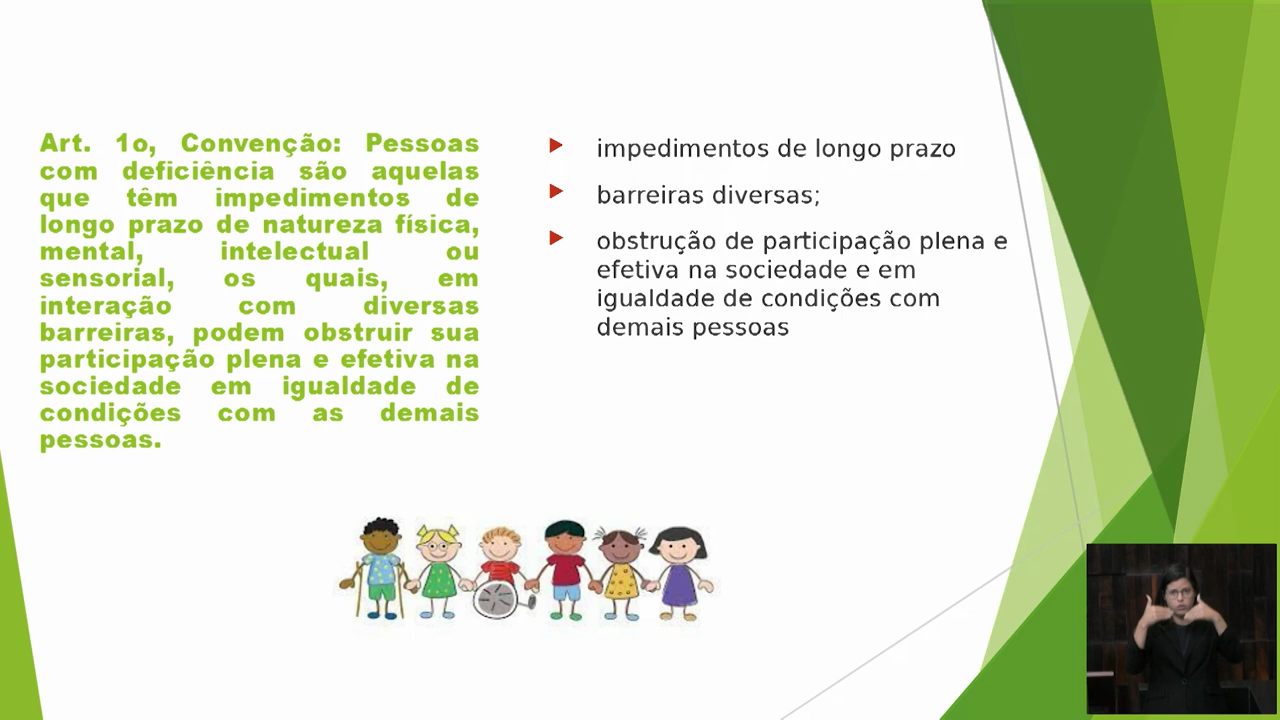 Art. 1o, Convenção: Pessoas
com deficiência são aquelas
que têm impedimentos de
longo prazo de natureza física,
mental, intelectual ou
sensorial, os quais, em
interação com diversas
barreiras, podem obstruir sua
participação plena e efetiva na
sociedade em igualdade de
condições com as demais
pessoas.
impedimentos de longo prazo
barreiras diversas;
obstrução de participação plena e
efetiva na sociedade e em
igualdade de condições com
demais pessoas